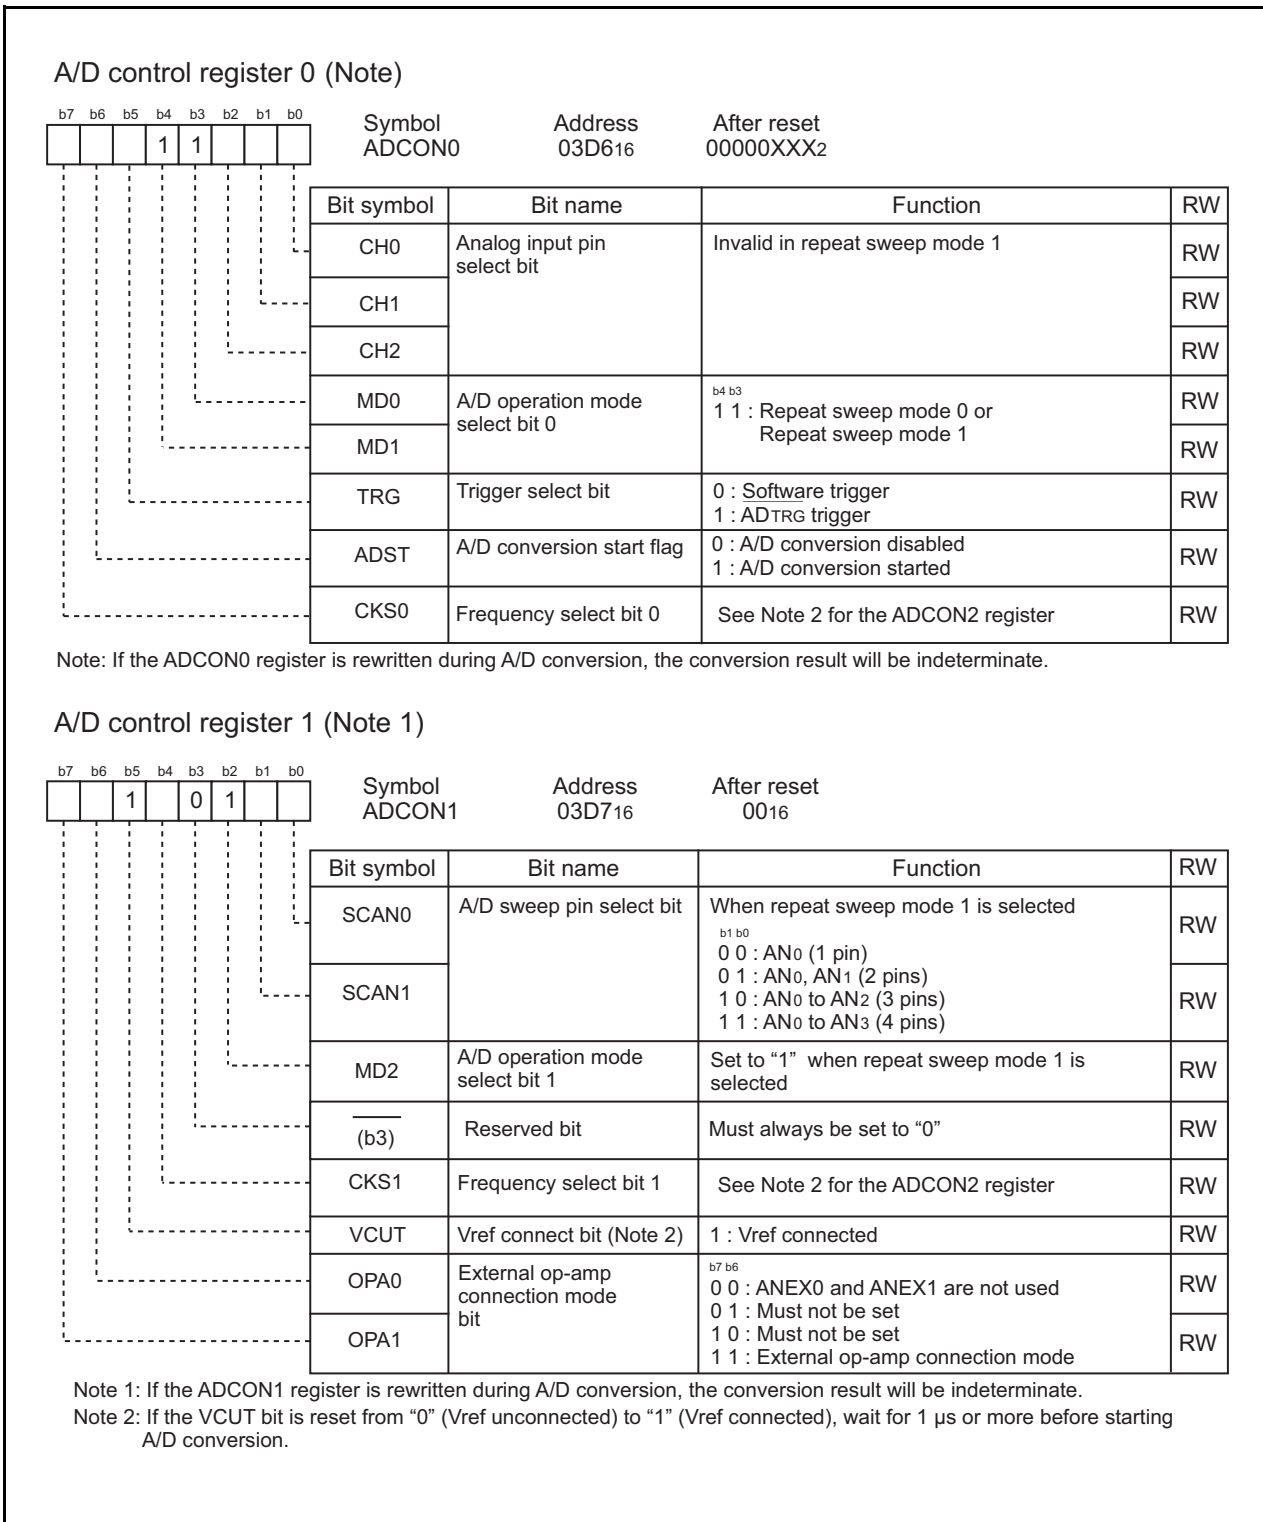 A/D control register 0 (Note)
b7 b6 b5 b4 b3 b2 b1 b0
1 1
Symbol Address After reset
ADCON0 03D616 00000XXX2
Bit symbol Bit name Function RW
CH0 Analog input pin select bit Invalid in repeat sweep mode 1 RW
CH1 RW
CH2 RW
MD0 A/D operation mode select bit 0 b4 b3 RW
1 1 : Repeat sweep mode 0 or
Repeat sweep mode 1
MD1 RW
TRG Trigger select bit 0 : Software trigger RW
1 : ADTRG trigger
ADST A/D conversion start flag 0 : A/D conversion disabled RW
1 : A/D conversion started
CKS0 Frequency select bit 0 See Note 2 for the ADCON2 register RW
Note: If the ADCON0 register is rewritten during A/D conversion, the conversion result will be indeterminate.
A/D control register 1 (Note 1)
b7 b6 b5 b4 b3 b2 b1 b0
1 0 1
Symbol Address After reset
ADCON1 03D716 0016
Bit symbol Bit name Function RW
SCAN0 A/D sweep pin select bit When repeat sweep mode 1 is selected RW
b1 b0
0 0 : AN0 (1 pin)
0 1 : AN0, AN1 (2 pins)
SCAN1 RW
1 0 : AN0 to AN2 (3 pins)
1 1 : AN0 to AN3 (4 pins)
MD2 A/D operation mode select bit 1 Set to “1” when repeat sweep mode 1 is selected RW
(b3) Reserved bit Must always be set to “0” RW
CKS1 Frequency select bit 1 See Note 2 for the ADCON2 register RW
VCUT Vref connect bit (Note 2) 1 : Vref connected RW
OPA0 External op-amp connection mode bit b7 b6 RW
0 0 : ANEX0 and ANEX1 are not used
0 1 : Must not be set
OPA1 RW
1 0 : Must not be set
1 1 : External op-amp connection mode
Note 1: If the ADCON1 register is rewritten during A/D conversion, the conversion result will be indeterminate.
Note 2: If the VCUT bit is reset from “0” (Vref unconnected) to “1” (Vref connected), wait for 1 µs or more before starting
A/D conversion.